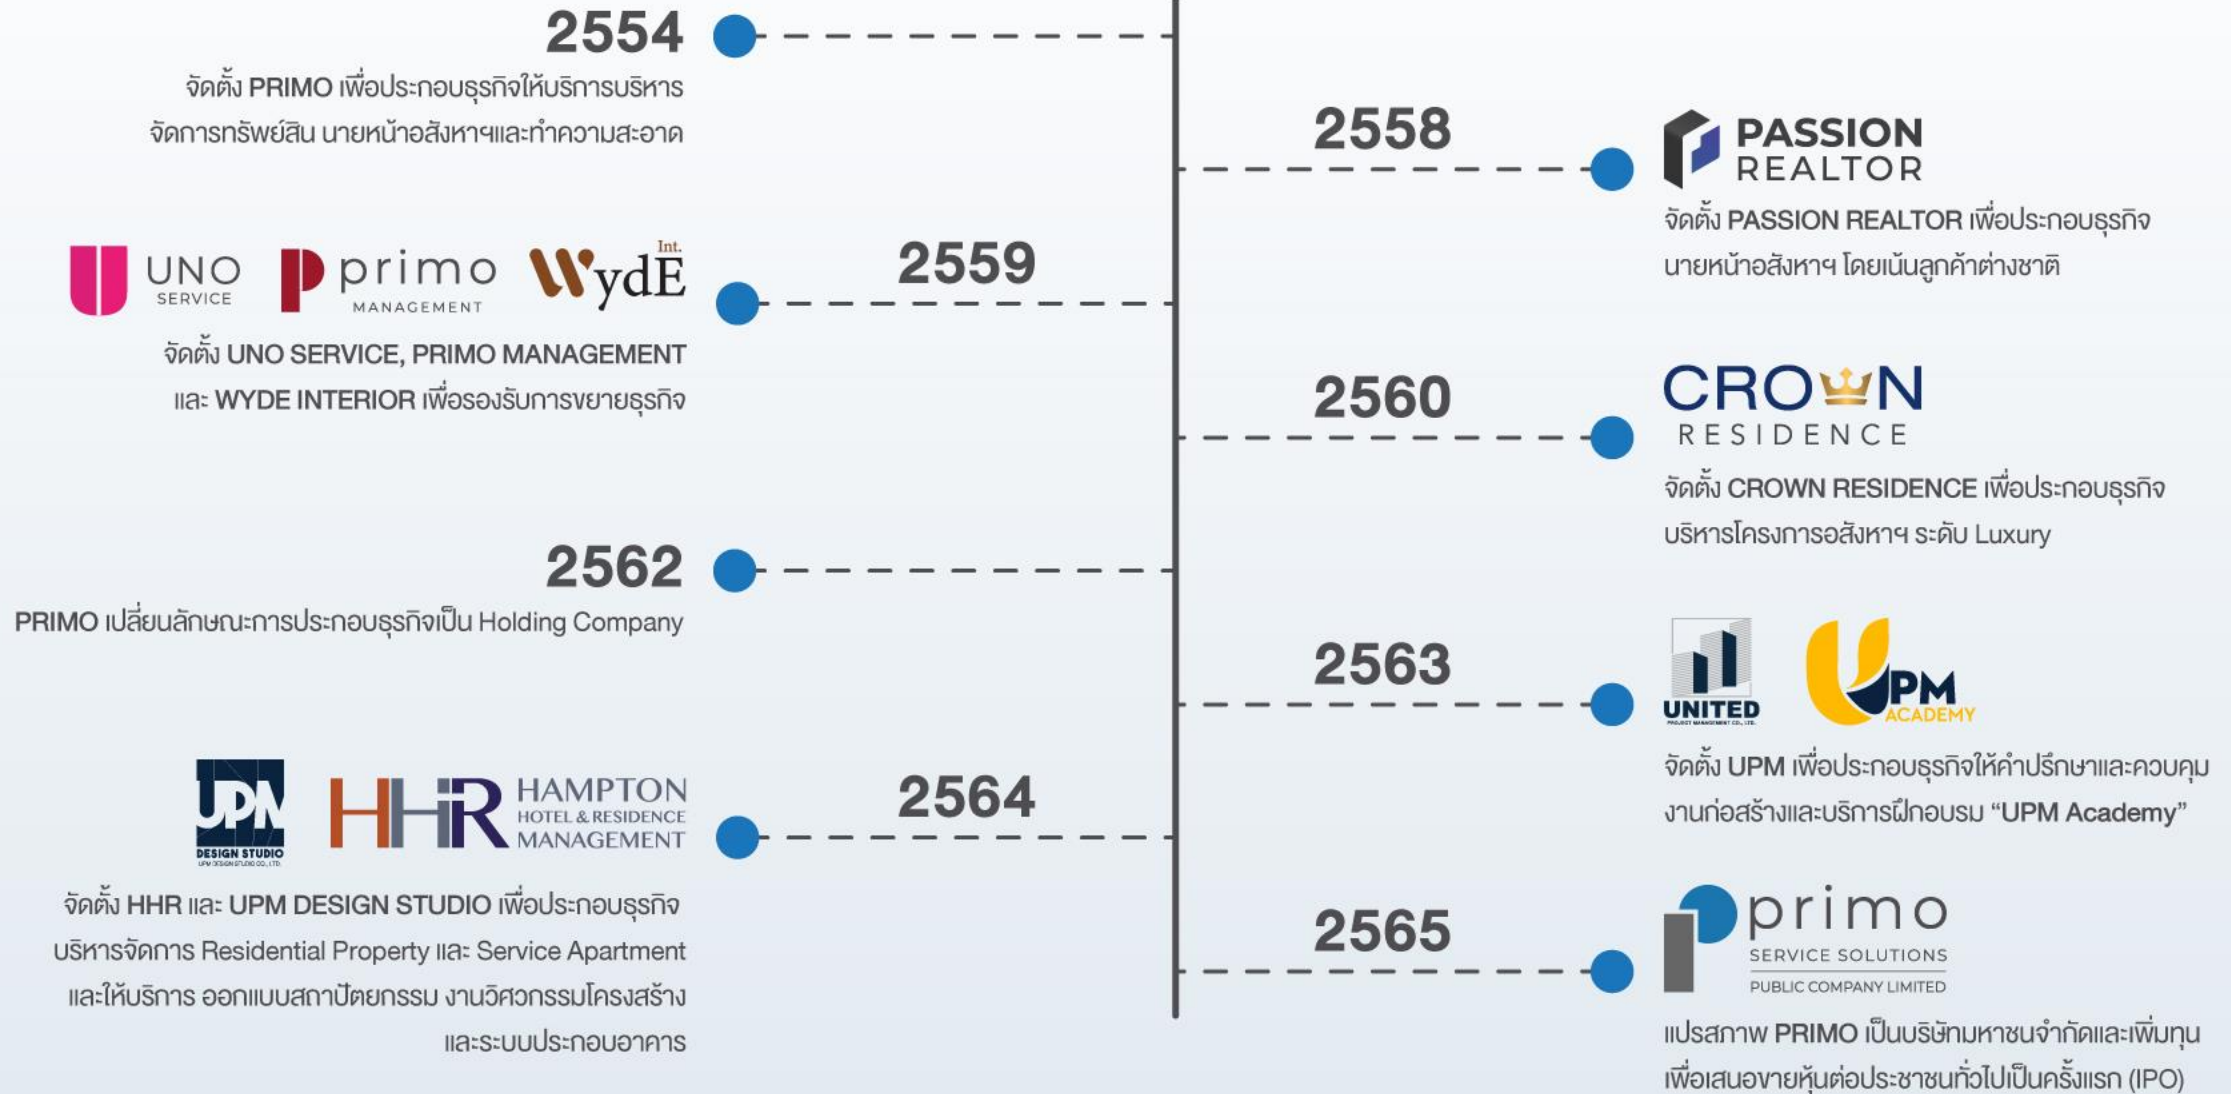 2554
จัดตั้ง PRIMO เพื่อประกอบธุรกิจให้บริการบริหาร
จัดการทรัพย์สิน นายหน้าอสังหาฯและทำความสะอาด
2558
PASSION
REALTOR
จัดตั้ง PASSION REALTOR เพื่อประกอบธุรกิจ
นายหน้าอสังหาฯ โดยเน้นลูกค้าต่างชาติ
2559
UNO
SERVICE
primo
MANAGEMENT
WydE Int.
จัดตั้ง UNO SERVICE, PRIMO MANAGEMENT
และ WYDE INTERIOR เพื่อรองรับการขยายธุรกิจ
2560
CROWN
RESIDENCE
จัดตั้ง CROWN RESIDENCE เพื่อประกอบธุรกิจ
บริหารโครงการอสังหาฯ ระดับ Luxury
2562
PRIMO เปลี่ยนลักษณะการประกอบธุรกิจเป็น Holding Company
2563
UNITED
PROJECT MANAGEMENT CO., LTD.
UPM
ACADEMY
จัดตั้ง UPM เพื่อประกอบธุรกิจให้คำปรึกษาและควบคุม
งานก่อสร้างและบริการฝึกอบรม “UPM Academy”
2564
UPM
DESIGN STUDIO
UPM DESIGN STUDIO CO., LTD.
HHR
HAMPTON
HOTEL & RESIDENCE
MANAGEMENT
จัดตั้ง HHR และ UPM DESIGN STUDIO เพื่อประกอบธุรกิจ
บริหารจัดการ Residential Property และ Service Apartment
และให้บริการ ออกแบบสถาปัตยกรรม งานวิศวกรรมโครงสร้าง
และระบบประกอบอาคาร
2565
primo
SERVICE SOLUTIONS
PUBLIC COMPANY LIMITED
แปรสภาพ PRIMO เป็นบริษัทมหาชนจำกัดและเพิ่มทุน
เพื่อเสนอขายหุ้นต่อประชาชนทั่วไปเป็นครั้งแรก (IPO)